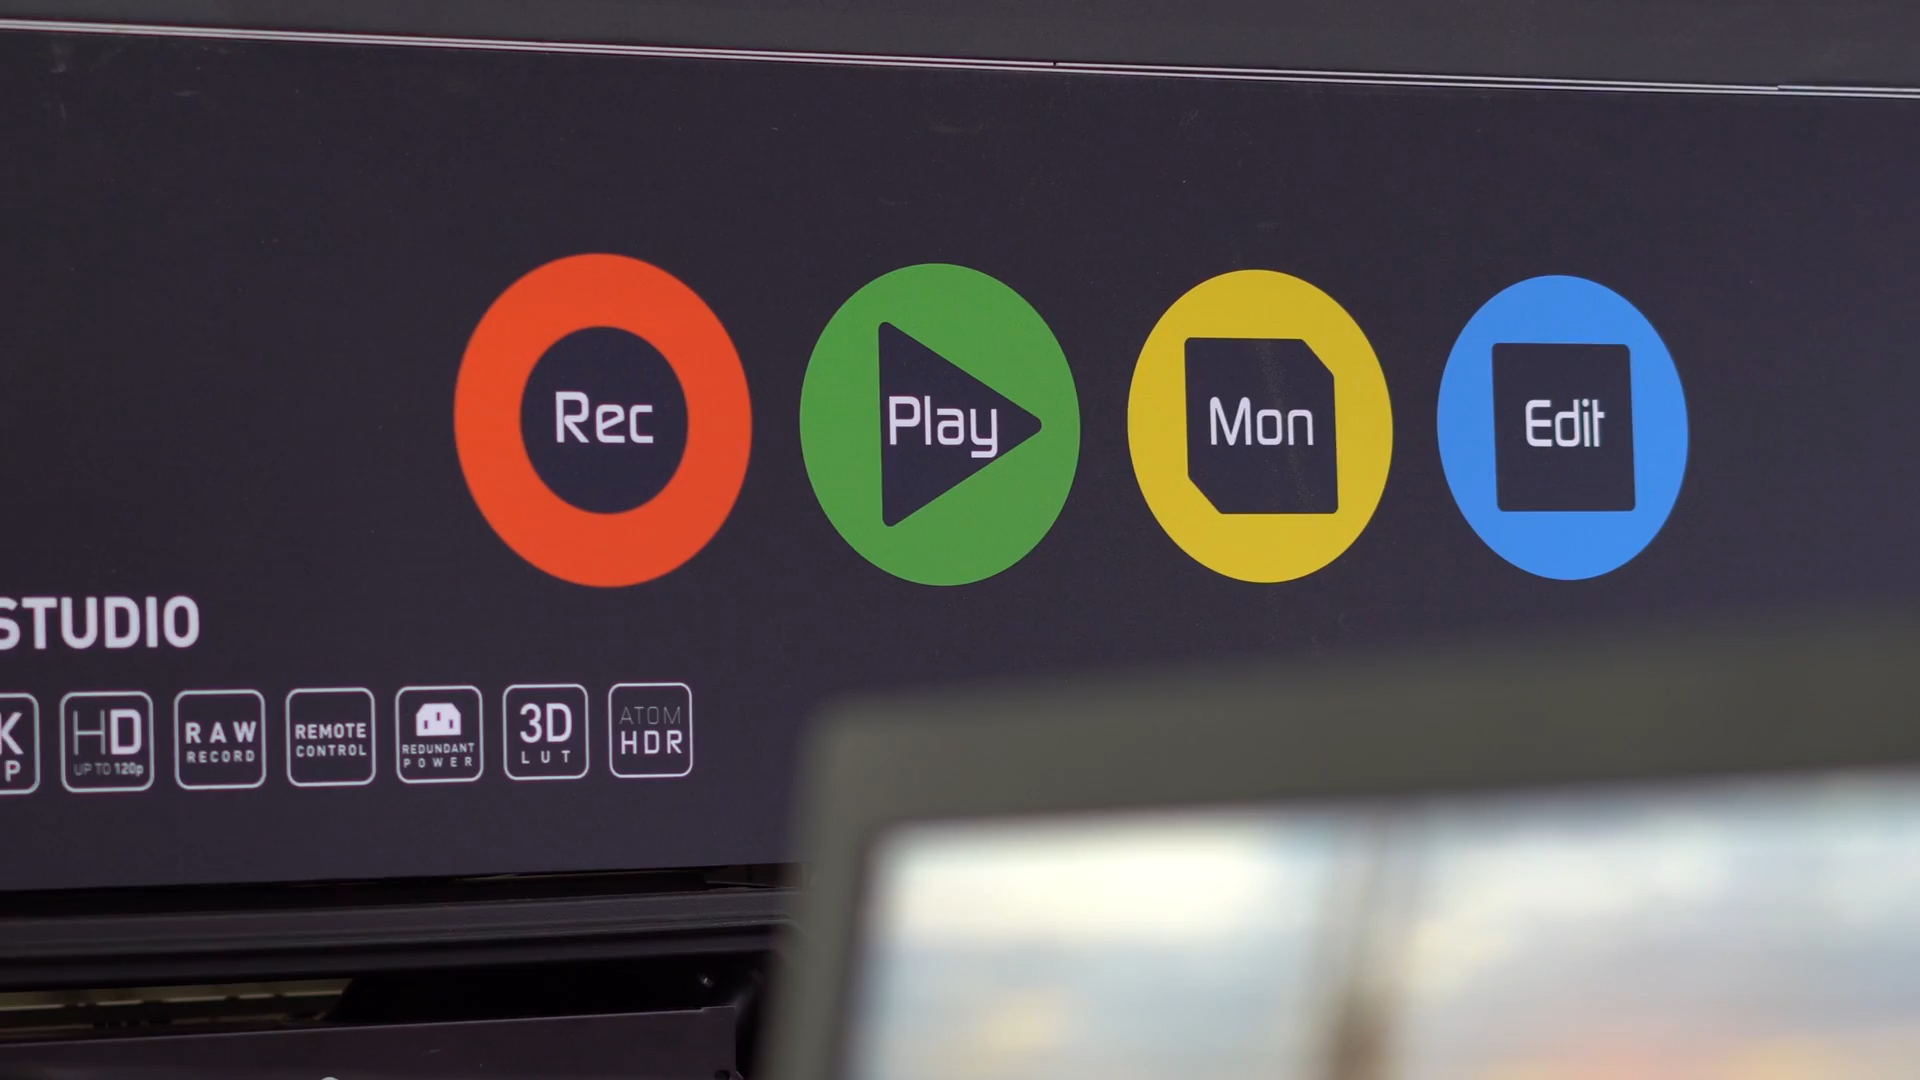 Rec
Play
Mon
Edit
STUDIO
K
P
HD
UP TO 120p
RAW
RECORD
REMOTE
CONTROL
REDUNDANT
POWER
3D
LUT
ATOM
HDR